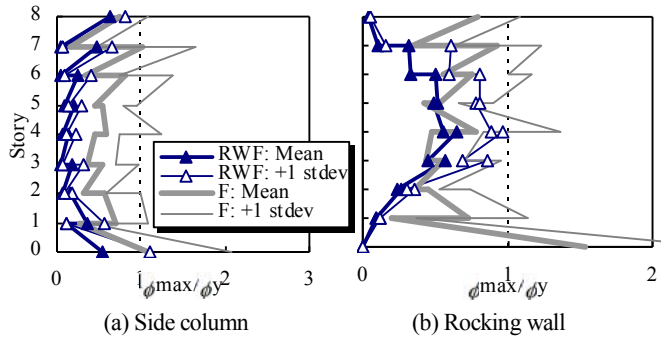 8
7
6
5
4
3
2
1
0
Story
RWF: Mean
RWF: +1 stdev
F: Mean
F: +1 stdev
0 1 2 3
0 1 2
ϕmax/ϕy
ϕmax/ϕy
(a) Side column
(b) Rocking wall